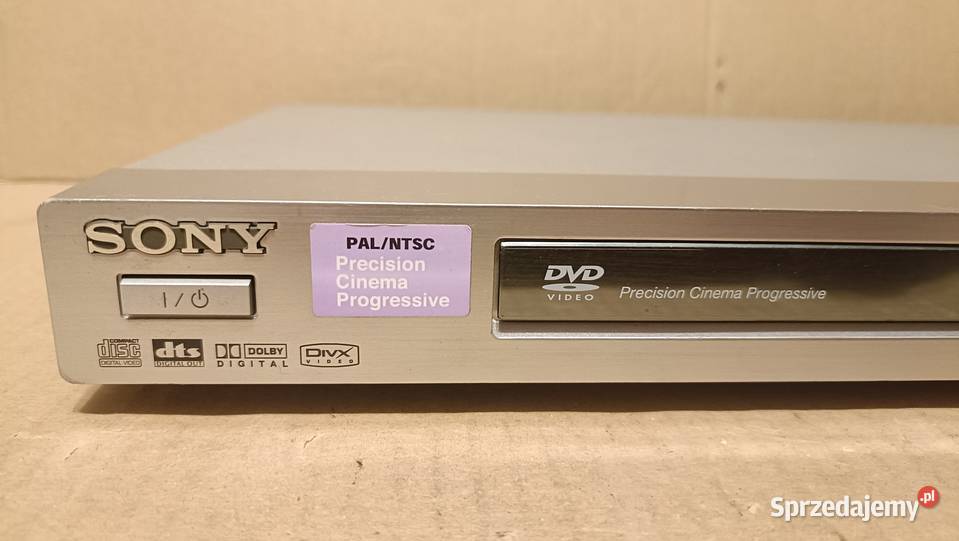 SONY
PAL/NTSC
Precision
Cinema
Progressive
DVD
VIDEO
Precision Cinema Progressive
COMPACT
disc
DIGITAL VIDEO
dts
DIGITAL OUT
DOLBY
DIGITAL
DIVX
VIDEO
Sprzedajemy.pl